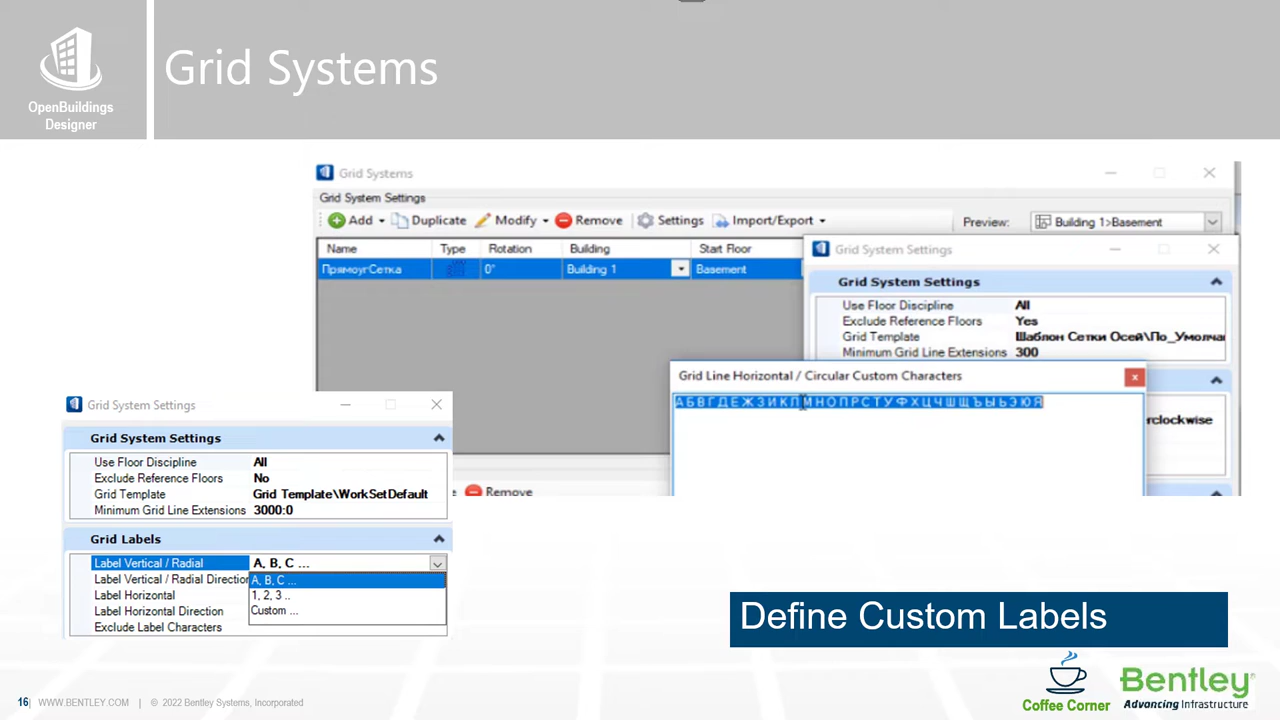 OpenBuildings
Designer
Grid Systems
Grid Systems
Grid System Settings
Add Duplicate Modify Remove Settings Import/Export Preview: Building 1>Basement
Name Type Rotation Building Start Floor
ПрямоугСетка 0° Building 1 Basement
Grid System Settings
Grid System Settings
Use Floor Discipline All
Exclude Reference Floors Yes
Grid Template Шаблон Сетки Осей\По_Умолча
Minimum Grid Line Extensions 300
rclockwise
Grid Line Horizontal / Circular Custom Characters
А Б В Г Д Е Ж З И К Л М Н О П Р С Т У Ф Х Ц Ч Ш Щ Ъ Ы Ь Э Ю Я
Remove
Grid System Settings
Grid System Settings
Use Floor Discipline All
Exclude Reference Floors No
Grid Template Grid Template\WorkSetDefault
Minimum Grid Line Extensions 3000:0
Grid Labels
Label Vertical / Radial A, B, C ...
Label Vertical / Radial Direction A, B, C ...
Label Horizontal 1, 2, 3 ..
Label Horizontal Direction Custom ...
Exclude Label Characters
Define Custom Labels
Coffee Corner
Bentley®
Advancing Infrastructure
16| WWW.BENTLEY.COM | © 2022 Bentley Systems, Incorporated